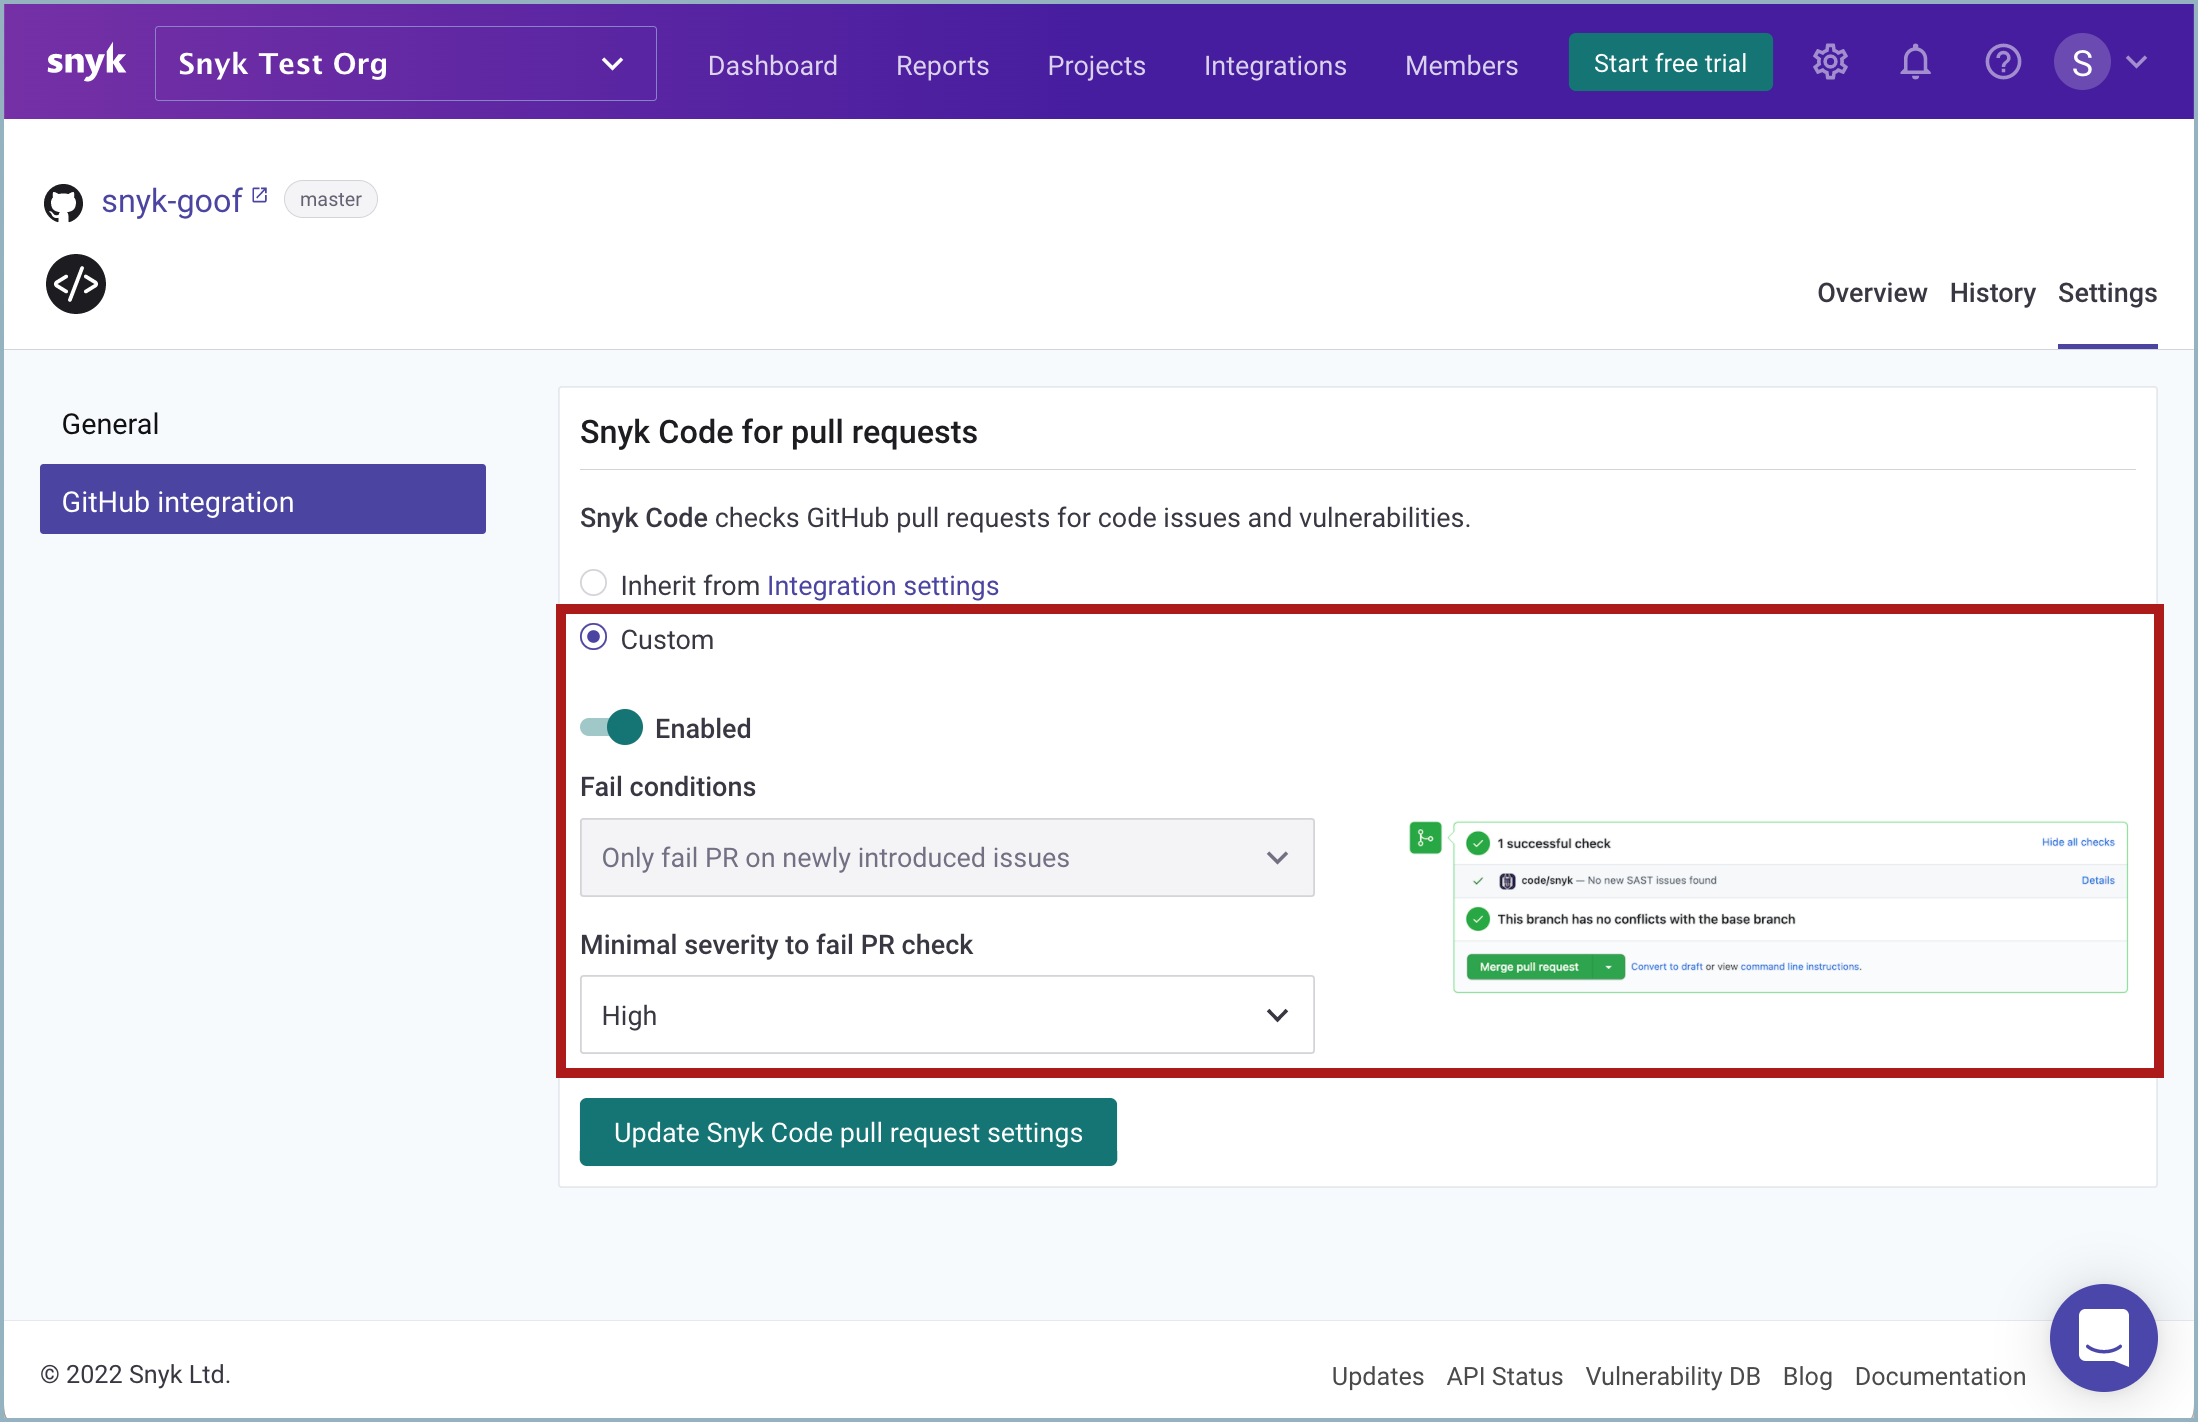 snyk
Snyk Test Org
Dashboard
Reports
Projects
Integrations
Members
Start free trial
S
snyk-goof
master
</>
Overview
History
Settings
General
GitHub integration
Snyk Code for pull requests
Snyk Code checks GitHub pull requests for code issues and vulnerabilities.
Inherit from Integration settings
Custom
Enabled
Fail conditions
Only fail PR on newly introduced issues
Minimal severity to fail PR check
High
1 successful check
Hide all checks
code/snyk — No new SAST issues found
Details
This branch has no conflicts with the base branch
Merge pull request
Convert to draft or view command line instructions.
Update Snyk Code pull request settings
© 2022 Snyk Ltd.
Updates
API Status
Vulnerability DB
Blog
Documentation